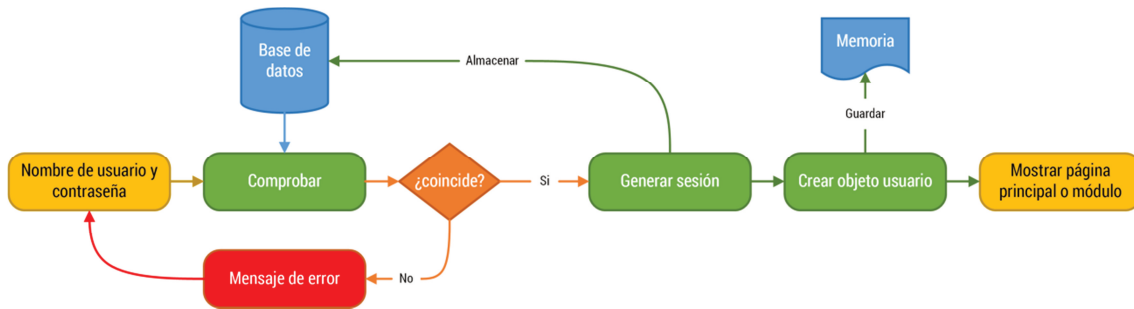 Base de
datos
Almacenar
Memoria
Guardar
Nombre de usuario y
contraseña
Comprobar
¿coincide?
Si
Generar sesión
Crear objeto usuario
Mostrar página
principal o módulo
Mensaje de error
No